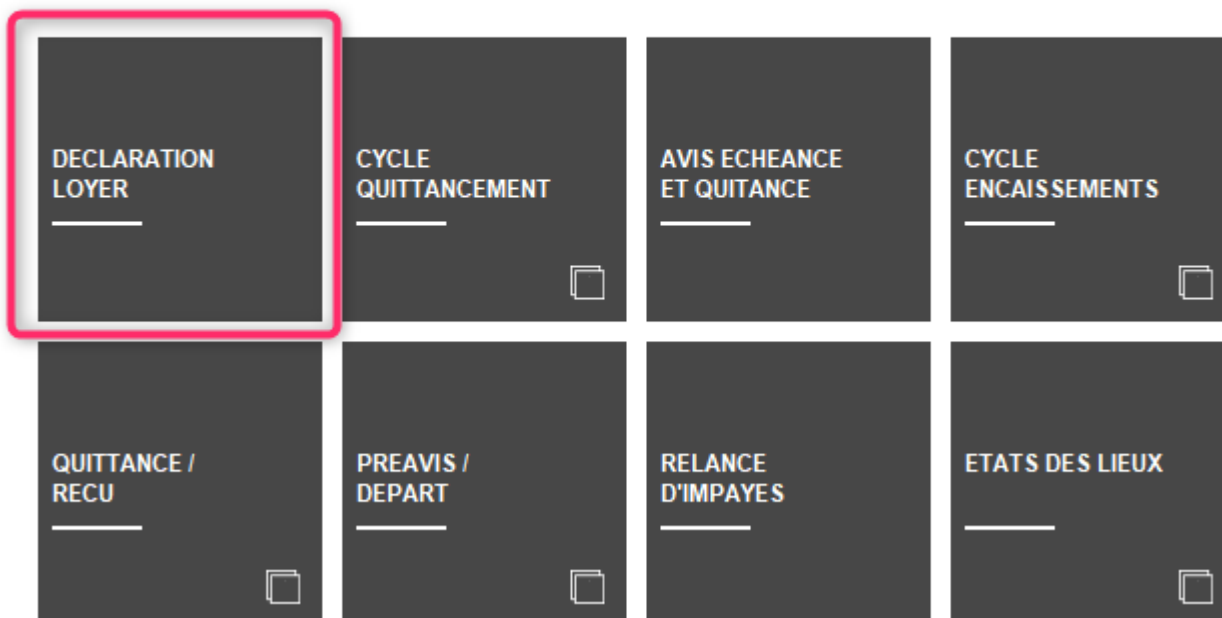 DECLARATION
LOYER
CYCLE
QUITTANCEMENT
AVIS ECHEANCE
ET QUITANCE
CYCLE
ENCAISSEMENTS
QUITTANCE /
RECU
PREAVIS /
DEPART
RELANCE
D'IMPAYES
ETATS DES LIEUX